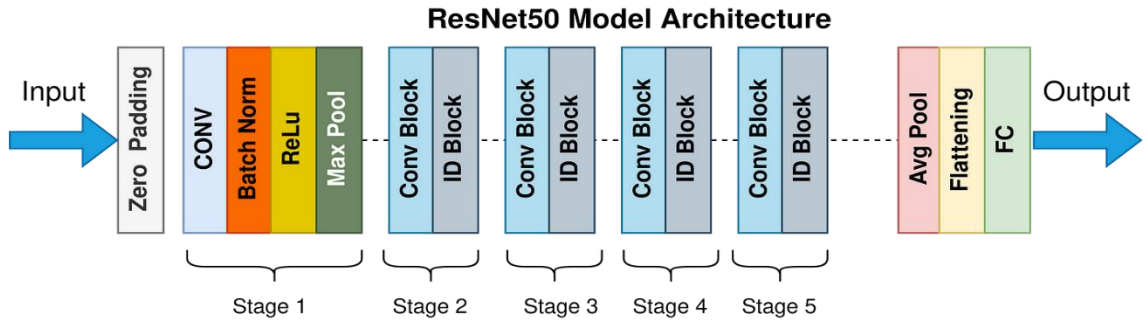 ResNet50 Model Architecture
Input
Zero Padding
CONV
Batch Norm
ReLu
Max Pool
Conv Block
ID Block
Conv Block
ID Block
Conv Block
ID Block
Conv Block
ID Block
Avg Pool
Flattening
FC
Output
Stage 1
Stage 2
Stage 3
Stage 4
Stage 5